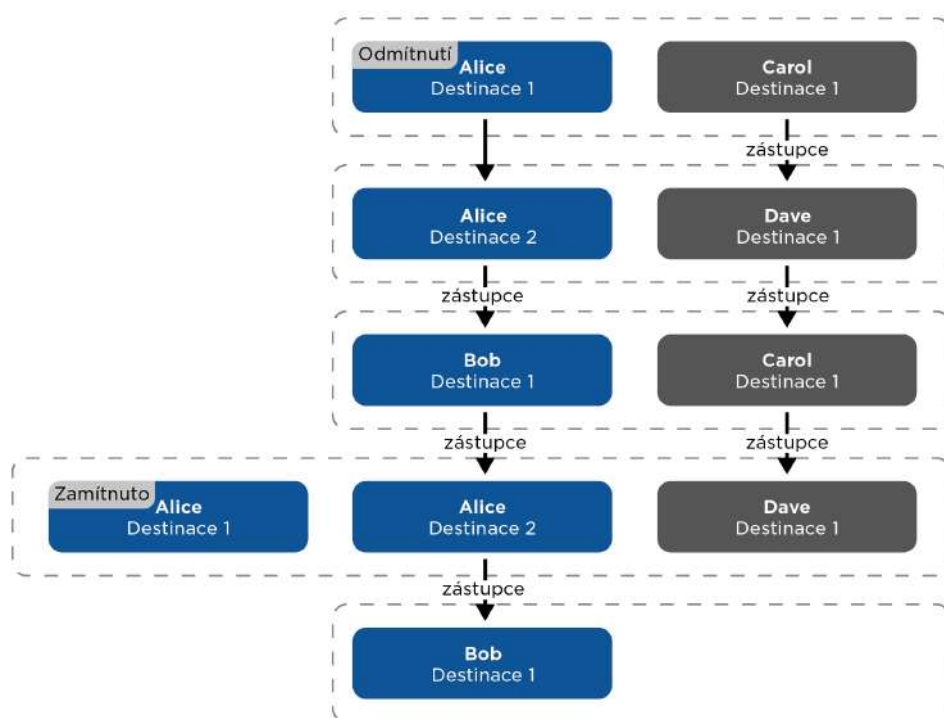 Odmítnutí
Alice
Destinace 1
Carol
Destinace 1
zástupce
Alice
Destinace 2
Dave
Destinace 1
zástupce
zástupce
Bob
Destinace 1
Carol
Destinace 1
zástupce
zástupce
Zamítnuto
Alice
Destinace 1
Alice
Destinace 2
Dave
Destinace 1
zástupce
Bob
Destinace 1